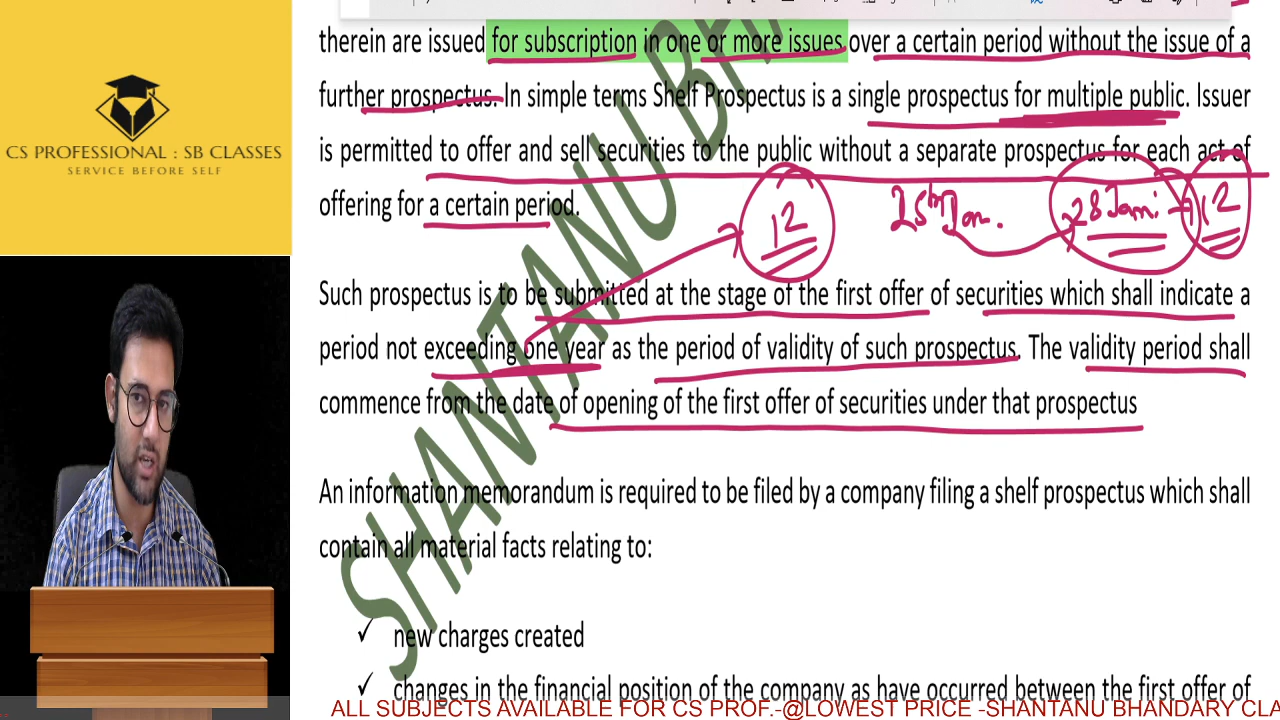 therein are issued for subscription in one or more issues over a certain period without the issue of a
further prospectus. In simple terms Shelf Prospectus is a single prospectus for multiple public. Issuer
is permitted to offer and sell securities to the public without a separate prospectus for each act of
offering for a certain period.
12
25th Jan.
28 Jan.
12
Such prospectus is to be submitted at the stage of the first offer of securities which shall indicate a
period not exceeding one year as the period of validity of such prospectus. The validity period shall
commence from the date of opening of the first offer of securities under that prospectus
An information memorandum is required to be filed by a company filing a shelf prospectus which shall
contain all material facts relating to:
✓ new charges created
✓ changes in the financial position of the company as have occurred between the first offer of
CS PROFESSIONAL : SB CLASSES
SERVICE BEFORE SELF
SHANTANU BHA
ALL SUBJECTS AVAILABLE FOR CS PROF.-@LOWEST PRICE -SHANTANU BHANDARY CLA